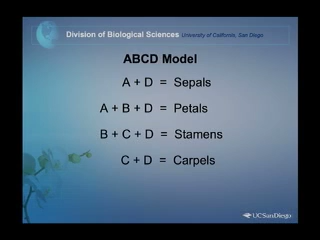 Division of Biological Sciences University of California, San Diego
ABCD Model
A + D = Sepals
A + B + D = Petals
B + C + D = Stamens
C + D = Carpels
UCSanDiego